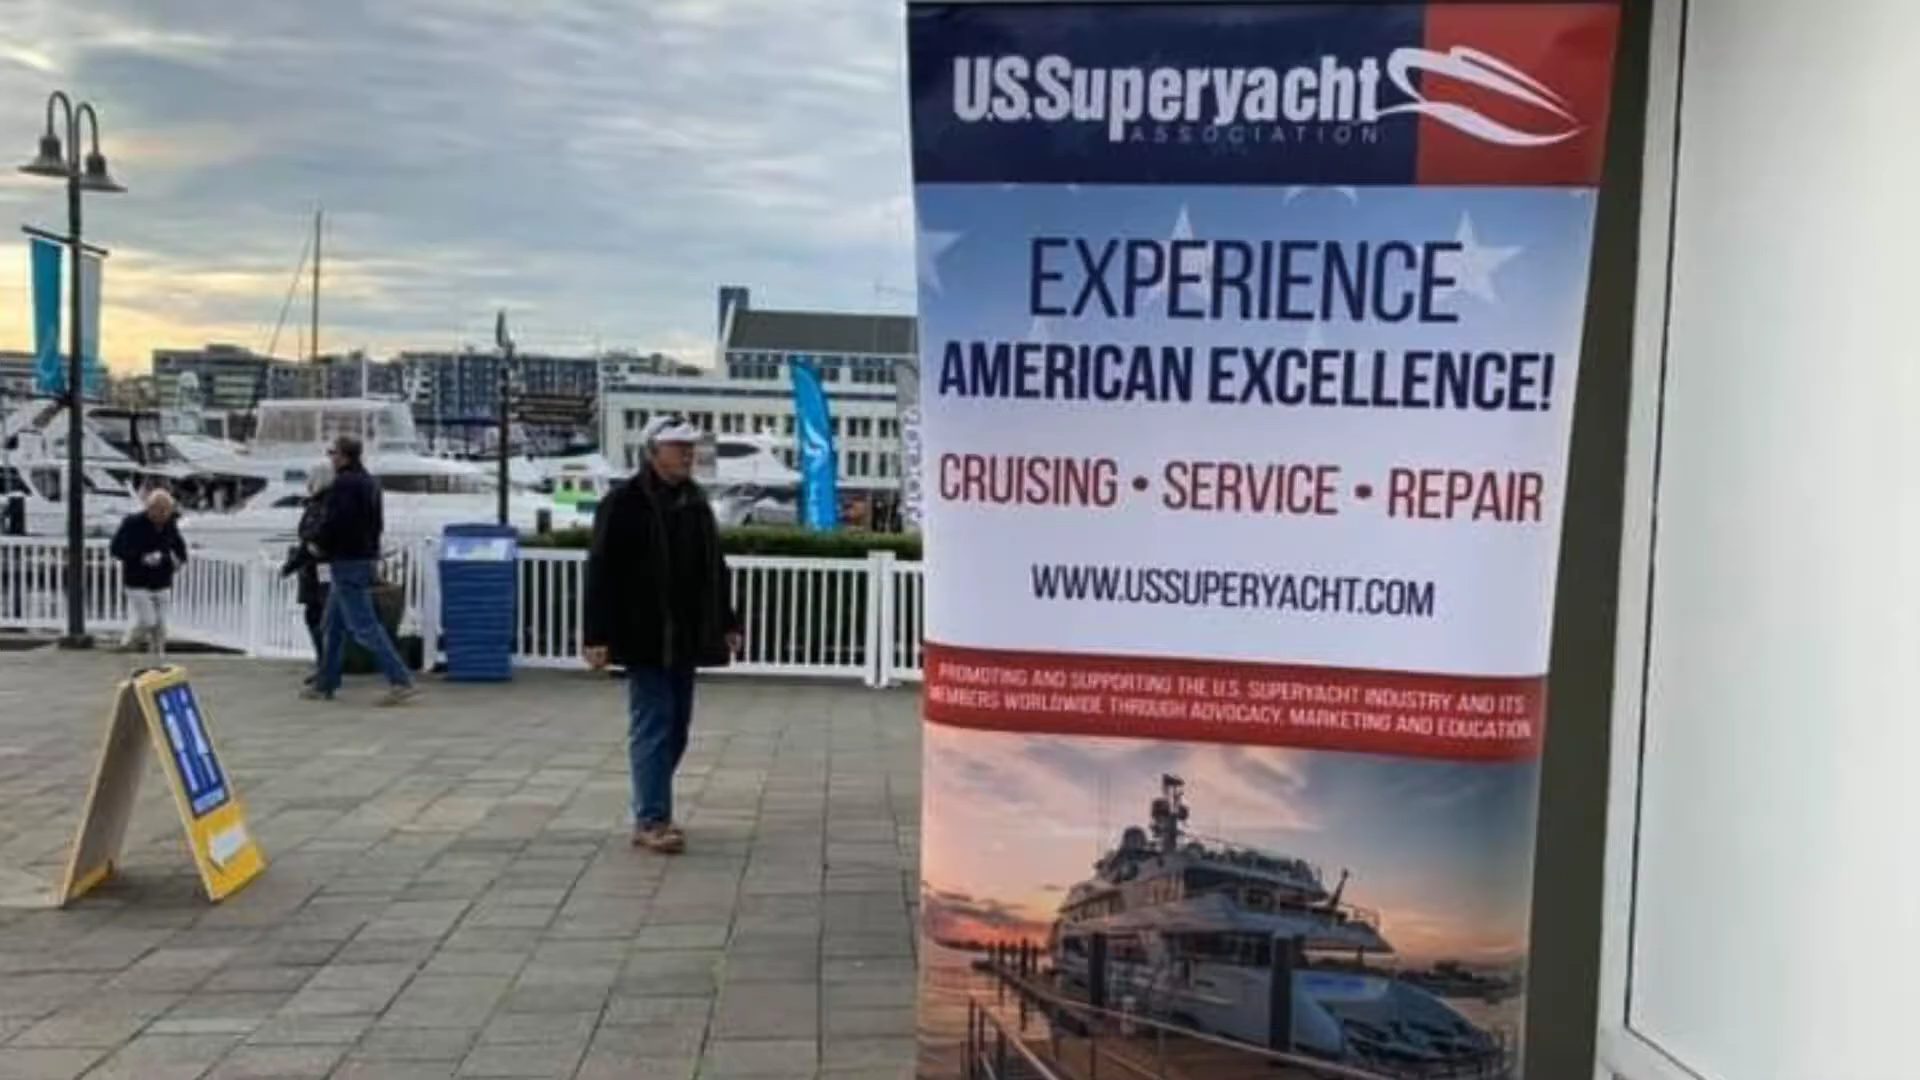 U.S.Superyacht
ASSOCIATION
EXPERIENCE
AMERICAN EXCELLENCE!
CRUISING • SERVICE • REPAIR
WWW.USSUPERYACHT.COM
PROMOTING AND SUPPORTING THE U.S. SUPERYACHT INDUSTRY AND ITS
MEMBERS WORLDWIDE THROUGH ADVOCACY, MARKETING AND EDUCATION